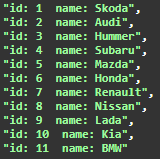 "id: 1  name: Skoda",
"id: 2  name: Audi",
"id: 3  name: Hummer",
"id: 4  name: Subaru",
"id: 5  name: Mazda",
"id: 6  name: Honda",
"id: 7  name: Renault",
"id: 8  name: Nissan",
"id: 9  name: Lada",
"id: 10  name: Kia",
"id: 11  name: BMW"